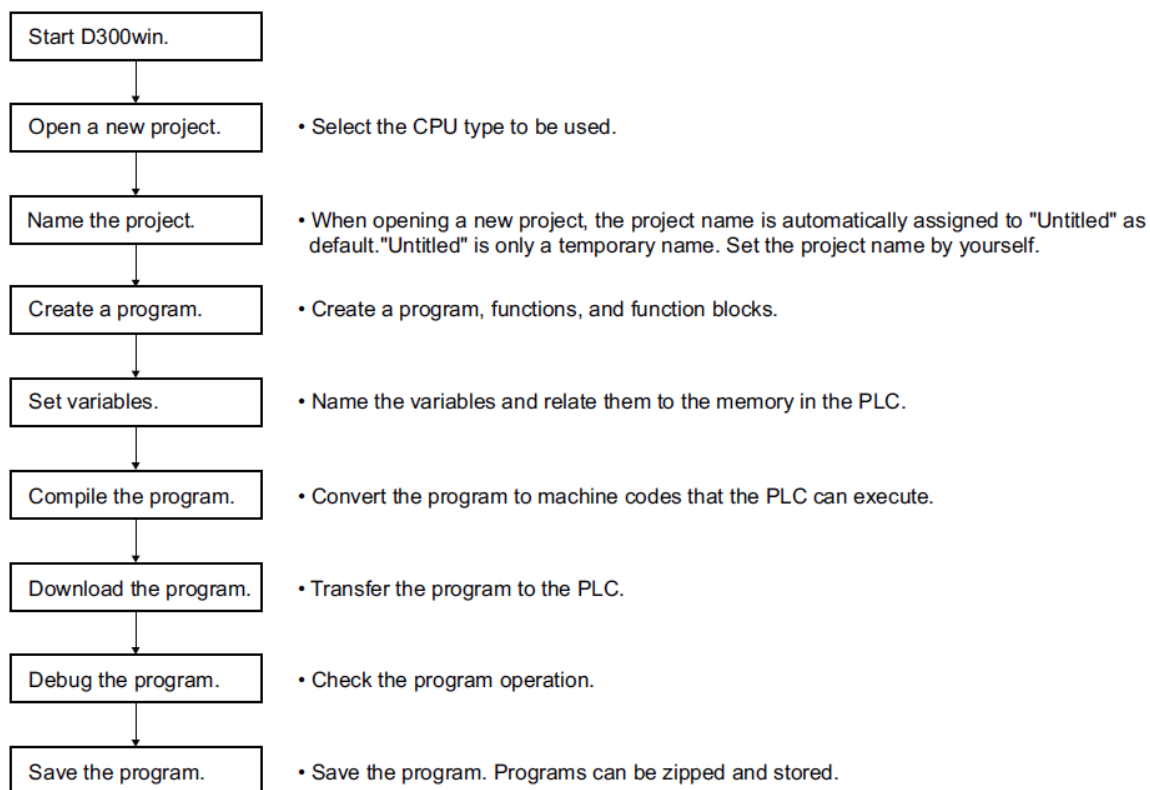 Start D300win.
Open a new project.
• Select the CPU type to be used.
Name the project.
• When opening a new project, the project name is automatically assigned to "Untitled" as
default."Untitled" is only a temporary name. Set the project name by yourself.
Create a program.
• Create a program, functions, and function blocks.
Set variables.
• Name the variables and relate them to the memory in the PLC.
Compile the program.
• Convert the program to machine codes that the PLC can execute.
Download the program.
• Transfer the program to the PLC.
Debug the program.
• Check the program operation.
Save the program.
• Save the program. Programs can be zipped and stored.